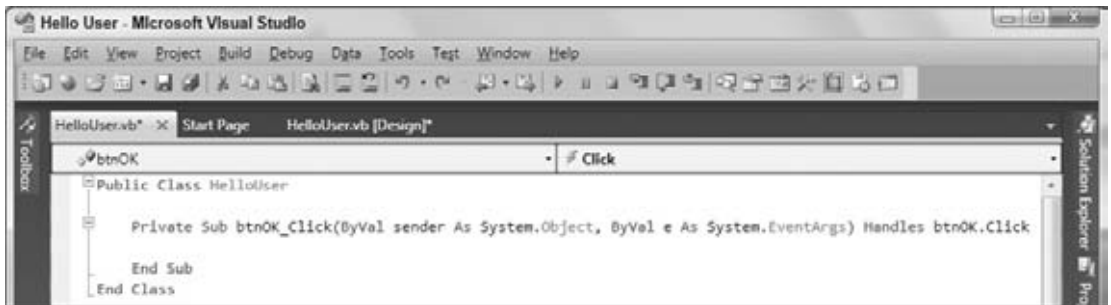 Hello User - Microsoft Visual Studio
File Edit View Project Build Debug Data Tools Test Window Help
Toolbox
HelloUser.vb* Start Page HelloUser.vb [Design]*
btnOK Click
Public Class HelloUser
Private Sub btnOK_Click(ByVal sender As System.Object, ByVal e As System.EventArgs) Handles btnOK.Click
End Sub
End Class
Solution Explorer